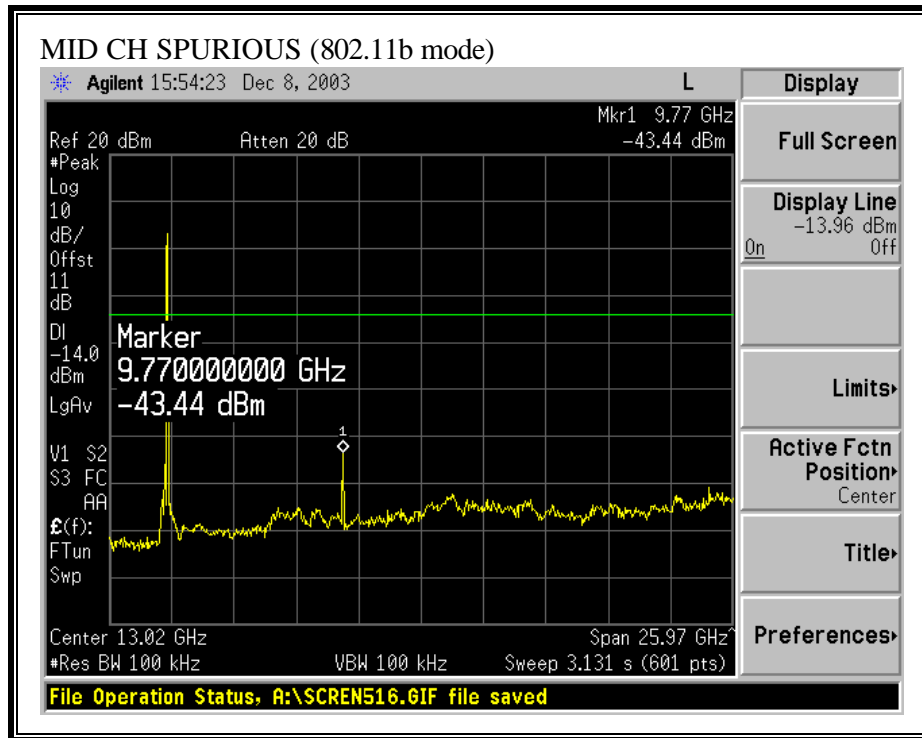 MID CH SPURIOUS (802.11b mode)
Agilent 15:54:23 Dec 8, 2003 L
Display
Mkr1 9.77 GHz
Ref 20 dBm Atten 20 dB -43.44 dBm
#Peak
Log
10
dB/
Offst
11
dB
DI
-14.0
dBm
LgAv
V1 S2
S3 FC
AA
£(f):
FTun
Swp
Marker
9.770000000 GHz
-43.44 dBm
1
Center 13.02 GHz Span 25.97 GHz^
#Res BW 100 kHz VBW 100 kHz Sweep 3.131 s (601 pts)
Full Screen
Display Line
-13.96 dBm
On Off
Limits
Active Fctn
Position
Center
Title
Preferences
File Operation Status, A:\SCREN516.GIF file saved